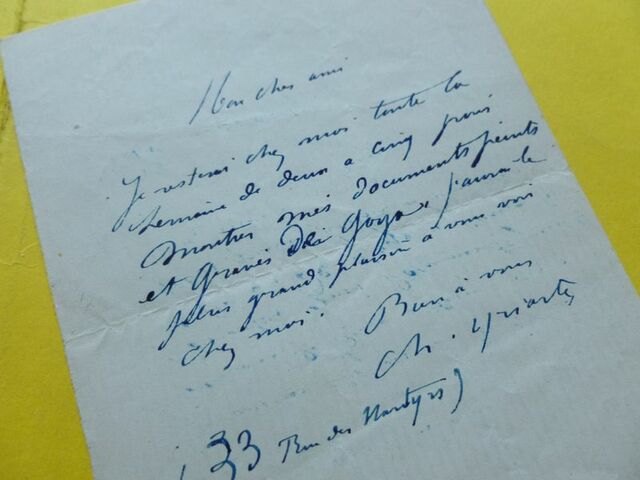 Mon cher ami
Je resterai chez moi toute la
semaine de deux a cinq pour
montrer mes documents peints
et gravés de Goya. J'aurai le
plus grand plaisir à vous voir
chez moi. Bien à vous
Ch. Yriarte
(33 Rue des Martyrs)